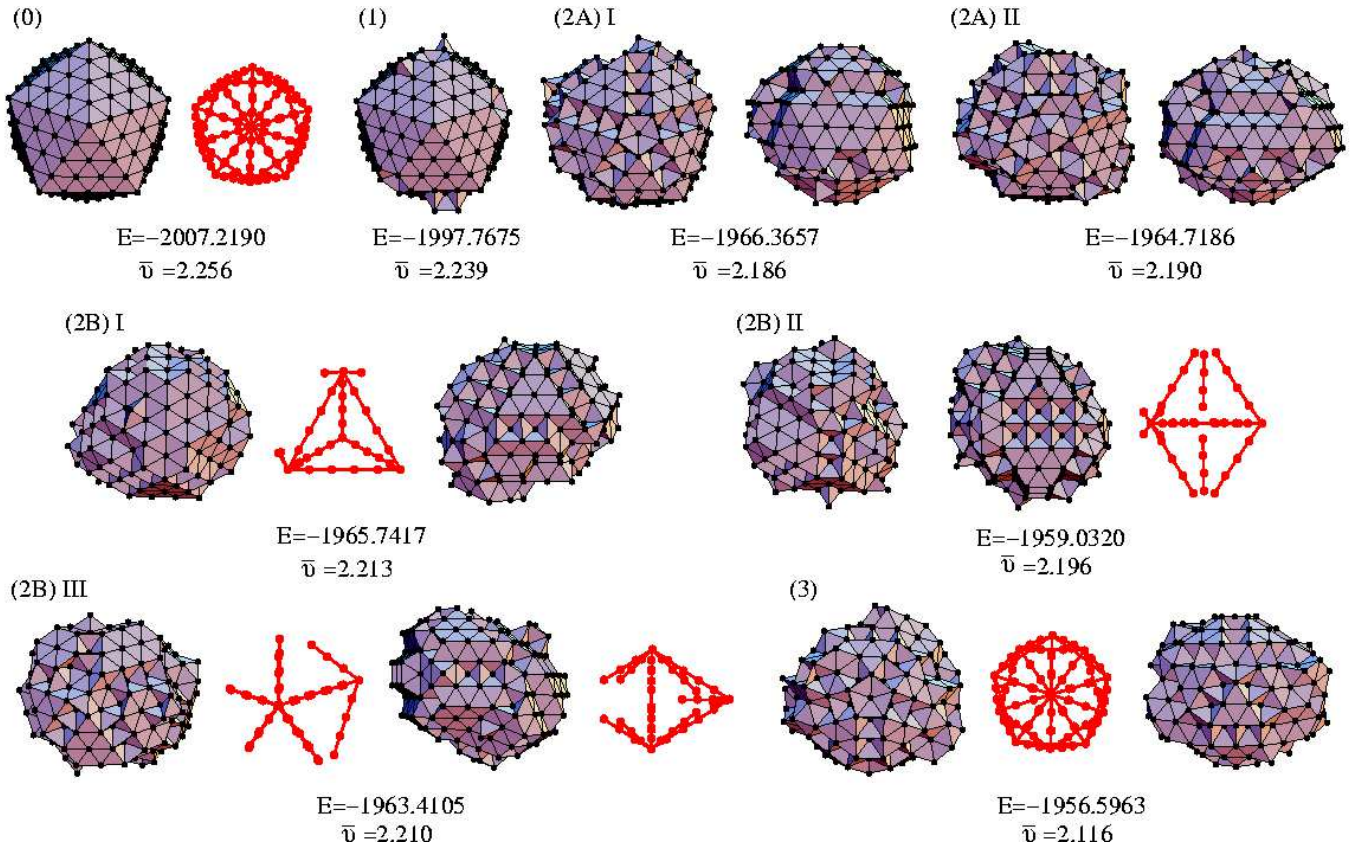 (0)
(1)
(2A) I
(2A) II
E=−2007.2190
E=−1997.7675
E=−1966.3657
E=−1964.7186
ῡ =2.256
ῡ =2.239
ῡ =2.186
ῡ =2.190
(2B) I
(2B) II
E=−1965.7417
E=−1959.0320
ῡ =2.213
ῡ =2.196
(2B) III
(3)
E=−1963.4105
E=−1956.5963
ῡ =2.210
ῡ =2.116